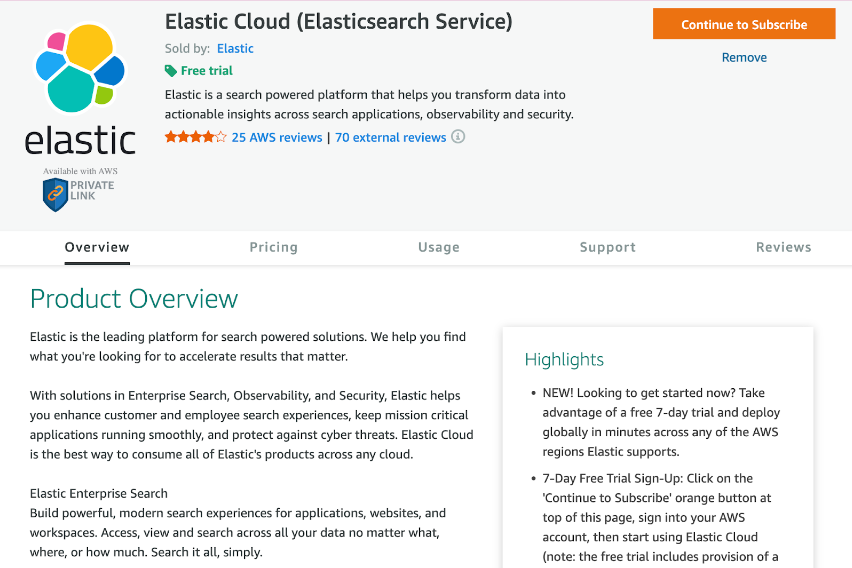 Elastic Cloud (Elasticsearch Service)
Continue to Subscribe
Sold by: Elastic
Remove
Free trial
Elastic is a search powered platform that helps you transform data into
actionable insights across search applications, observability and security.
25 AWS reviews | 70 external reviews
elastic
Available with AWS
PRIVATE
LINK
Overview
Pricing
Usage
Support
Reviews
Product Overview
Elastic is the leading platform for search powered solutions. We help you find
what you're looking for to accelerate results that matter.
With solutions in Enterprise Search, Observability, and Security, Elastic helps
you enhance customer and employee search experiences, keep mission critical
applications running smoothly, and protect against cyber threats. Elastic Cloud
is the best way to consume all of Elastic's products across any cloud.
Elastic Enterprise Search
Build powerful, modern search experiences for applications, websites, and
workspaces. Access, view and search across all your data no matter what,
where, or how much. Search it all, simply.
Highlights
• NEW! Looking to get started now? Take
advantage of a free 7-day trial and deploy
globally in minutes across any of the AWS
regions Elastic supports.
• 7-Day Free Trial Sign-Up: Click on the
'Continue to Subscribe' orange button at
top of this page, sign into your AWS
account, then start using Elastic Cloud
(note: the free trial includes provision of a